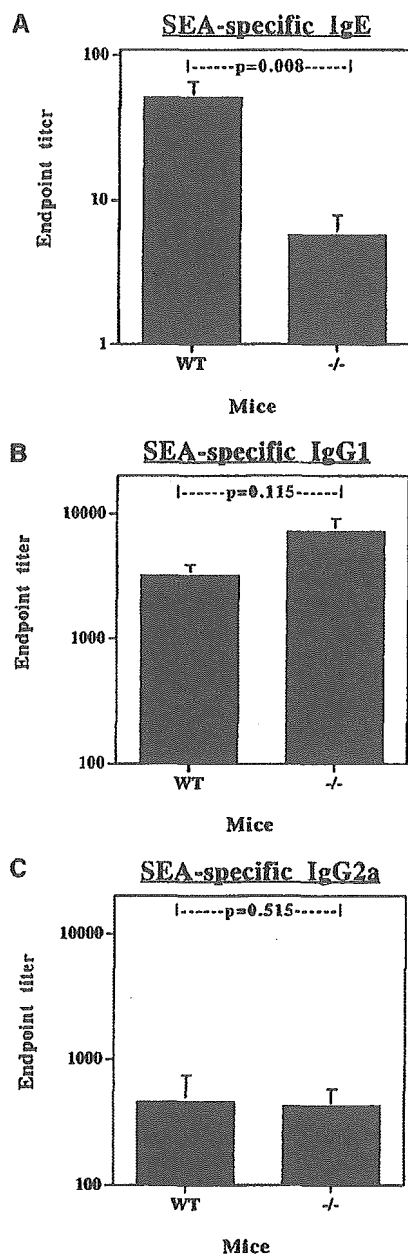 A
SEA-specific IgE
|------p=0.008------|
100
10
1
Endpoint titer
WT
-/-
Mice
B
SEA-specific IgG1
|------p=0.115------|
10000
1000
100
Endpoint titer
WT
-/-
Mice
C
SEA-specific IgG2a
|------p=0.515------|
10000
1000
100
Endpoint titer
WT
-/-
Mice